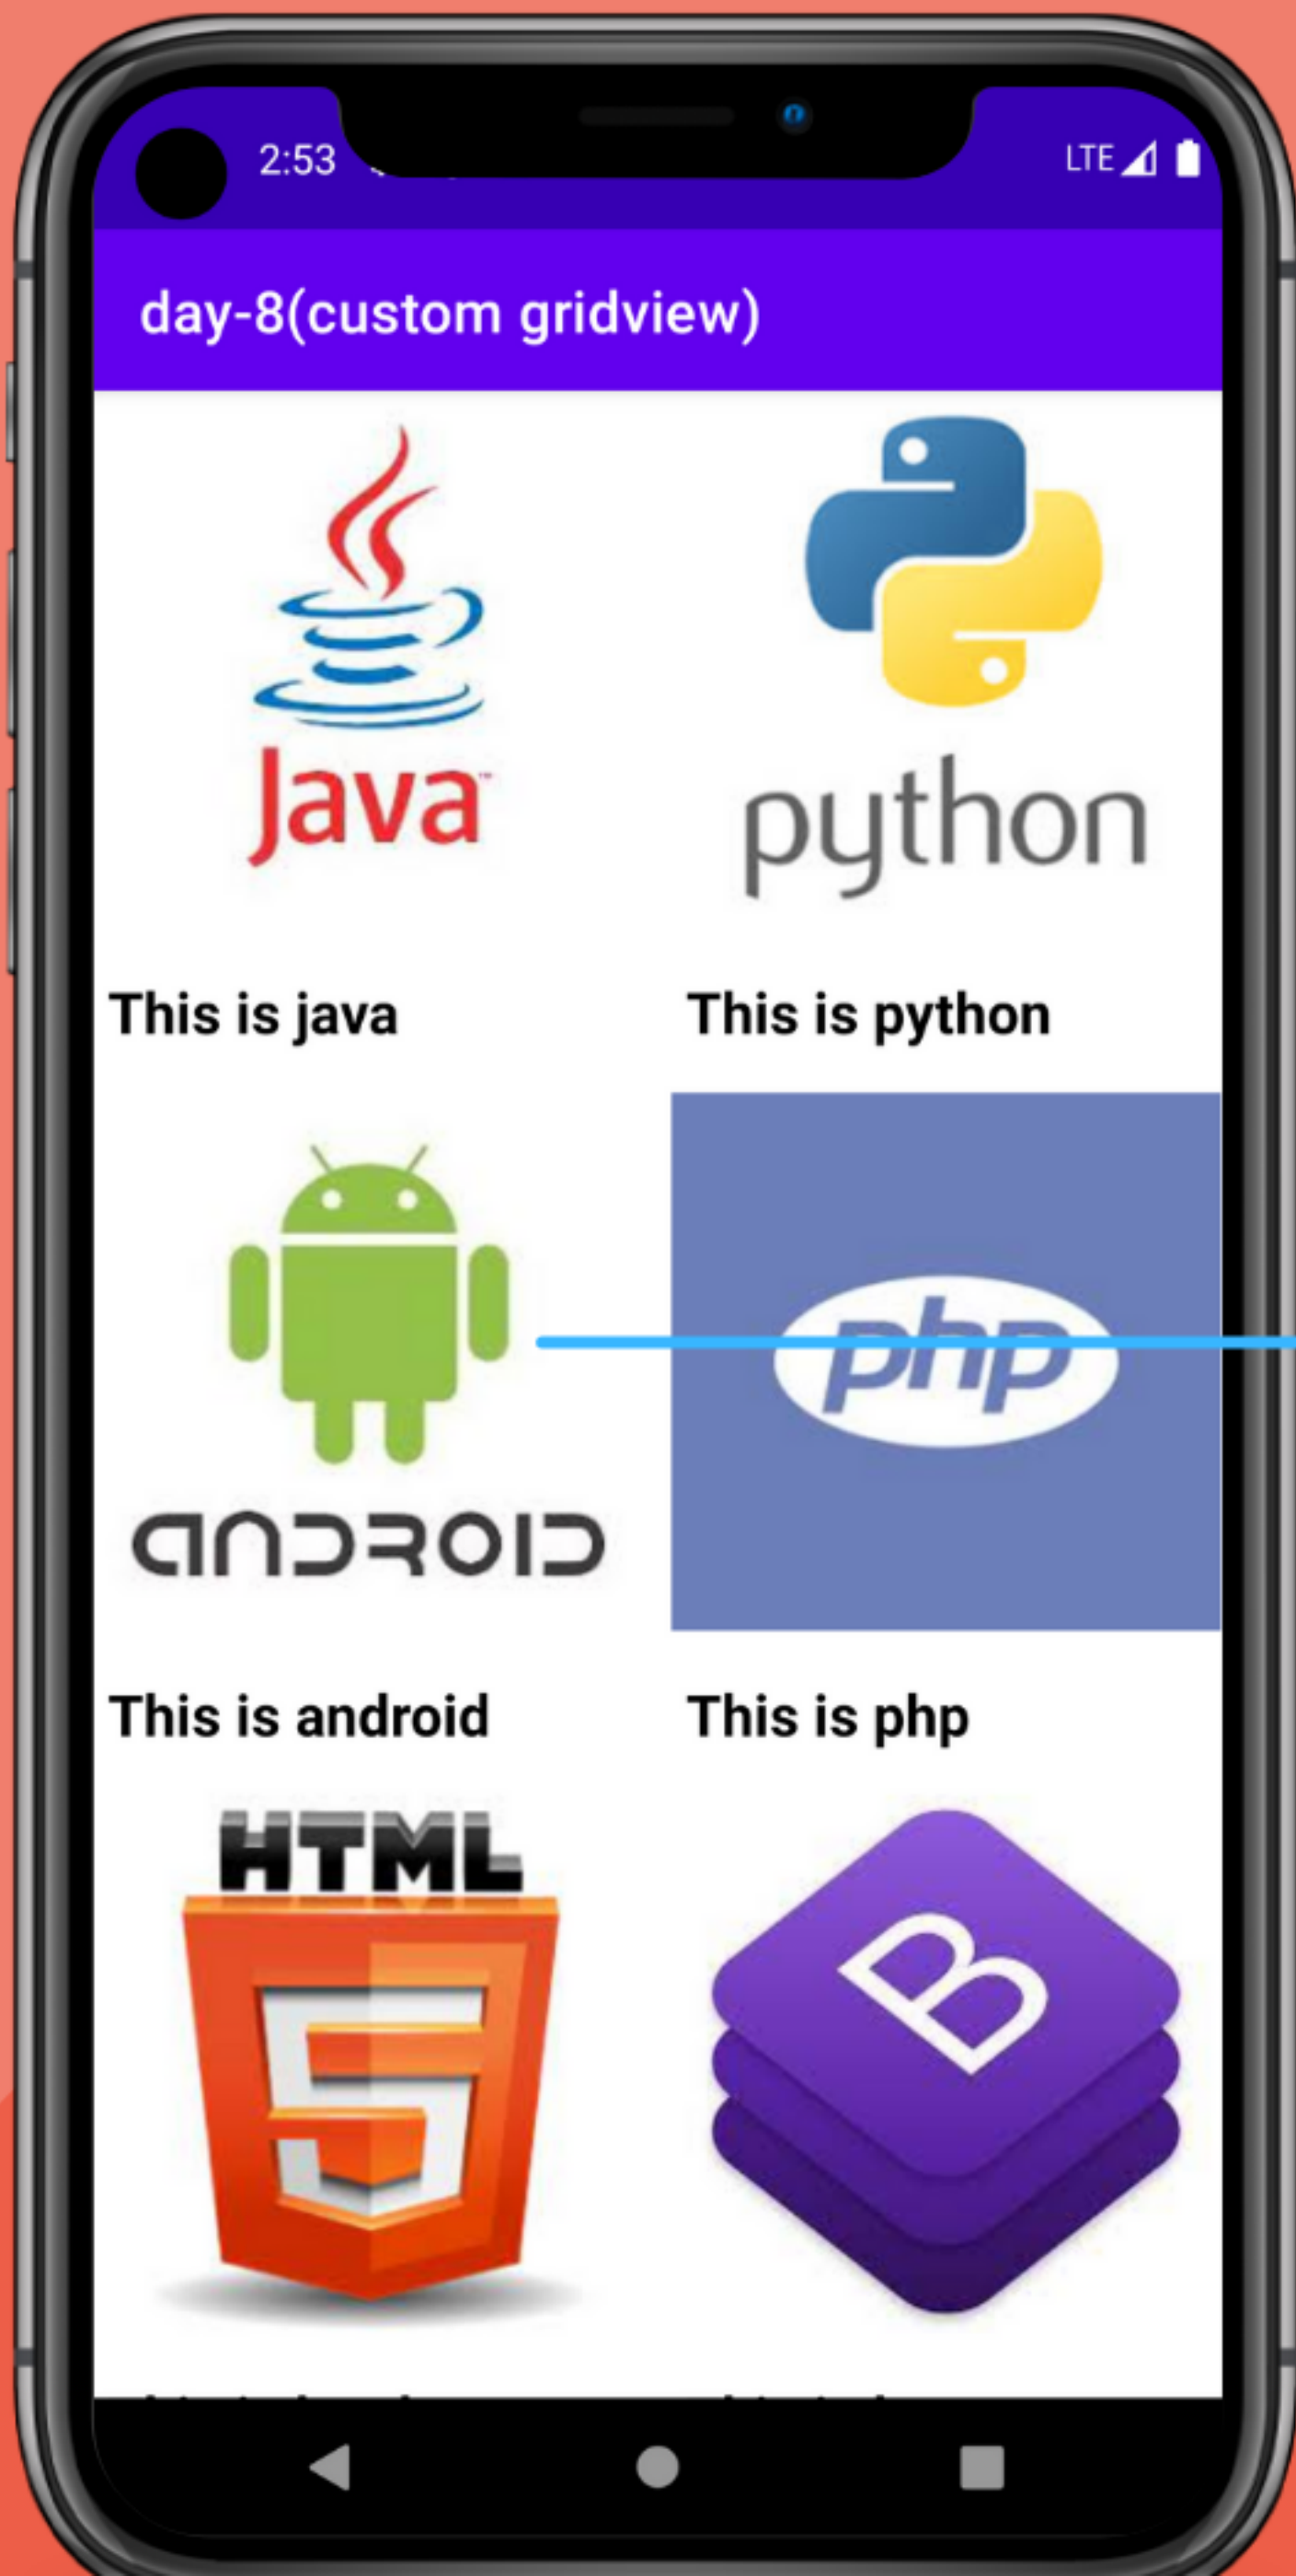 2:53 LTE
day-8(custom gridview)
Java™ python
This is java This is python
php
ANDROID
This is android This is php
HTML
5 B